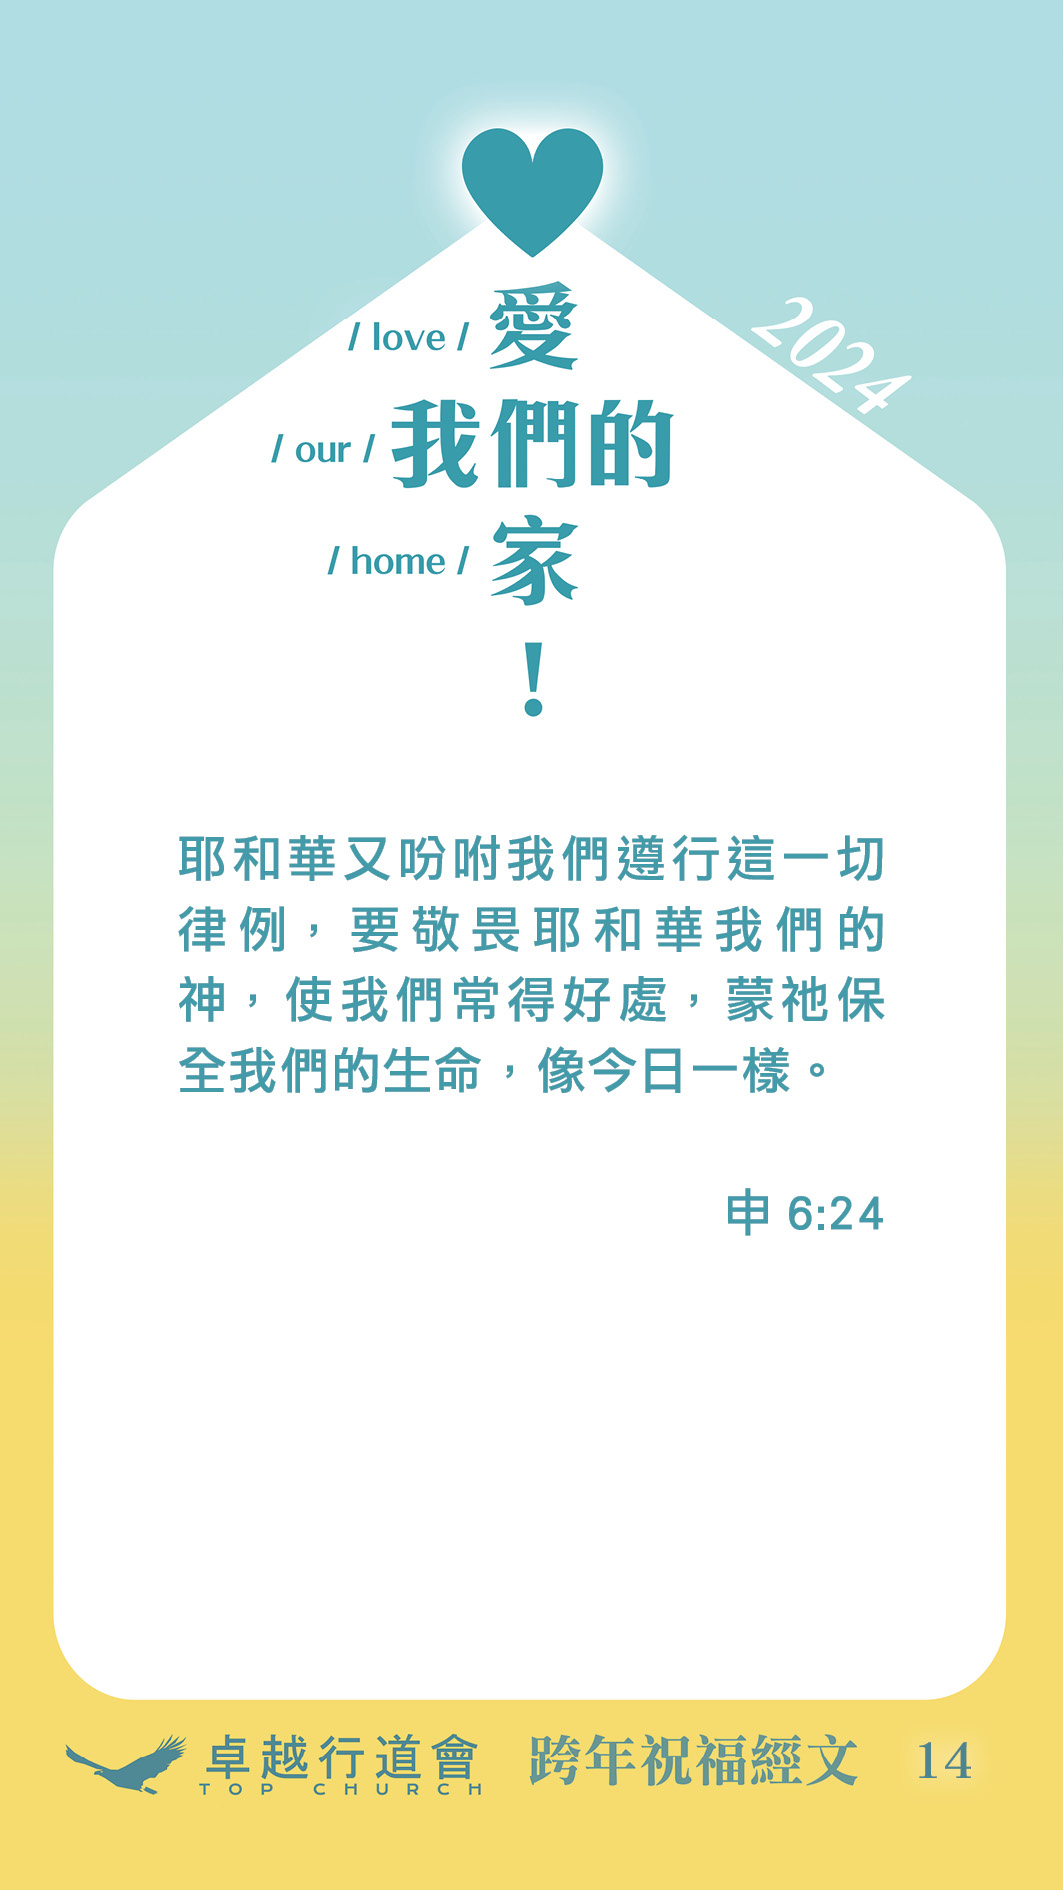 / love / 愛
2024
/ our / 我們的
/ home / 家
！
耶和華又吩咐我們遵行這一切
律例，要敬畏耶和華我們的
神，使我們常得好處，蒙祂保
全我們的生命，像今日一樣。
申 6:24
卓越行道會 跨年祝福經文 14
TOP CHURCH